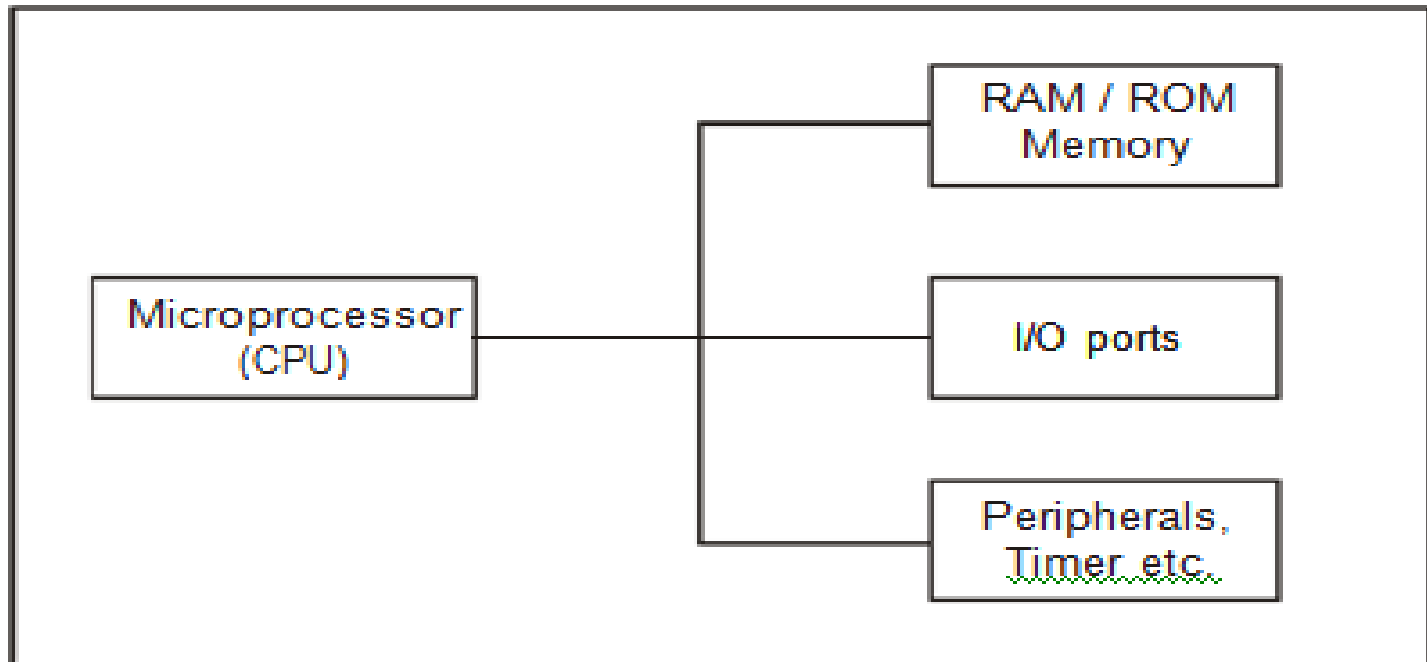 RAM / ROM
Memory
Microprocessor
(CPU)
I/O ports
Peripherals,
Timer etc.